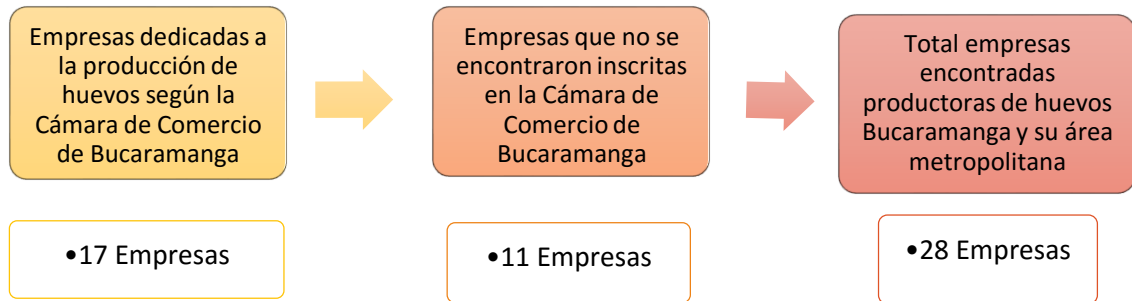 Empresas dedicadas a
la producción de
huevos según la
Cámara de Comercio
de Bucaramanga
Empresas que no se
encontraron inscritas
en la Cámara de
Comercio de
Bucaramanga
Total empresas
encontradas
productoras de huevos
Bucaramanga y su área
metropolitana
•17 Empresas
•11 Empresas
•28 Empresas